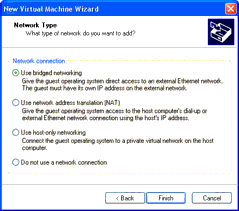 New Virtual Machine Wizard
Network Type
What type of network do you want to add?
Network connection
Use bridged networking
Give the guest operating system direct access to an external Ethernet network.
The guest must have its own IP address on the external network.
Use network address translation (NAT)
Give the guest operating system access to the host computer's dial-up or
external Ethernet network connection using the host's IP address.
Use host-only networking
Connect the guest operating system to a private virtual network on the host
computer.
Do not use a network connection
< Back
Finish
Cancel